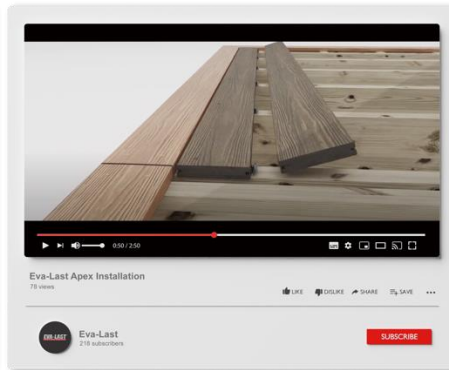 0:50 / 2:50
Eva-Last Apex Installation
78 views
LIKE DISLIKE SHARE SAVE
EVA-LAST
Eva-Last
218 subscribers
SUBSCRIBE